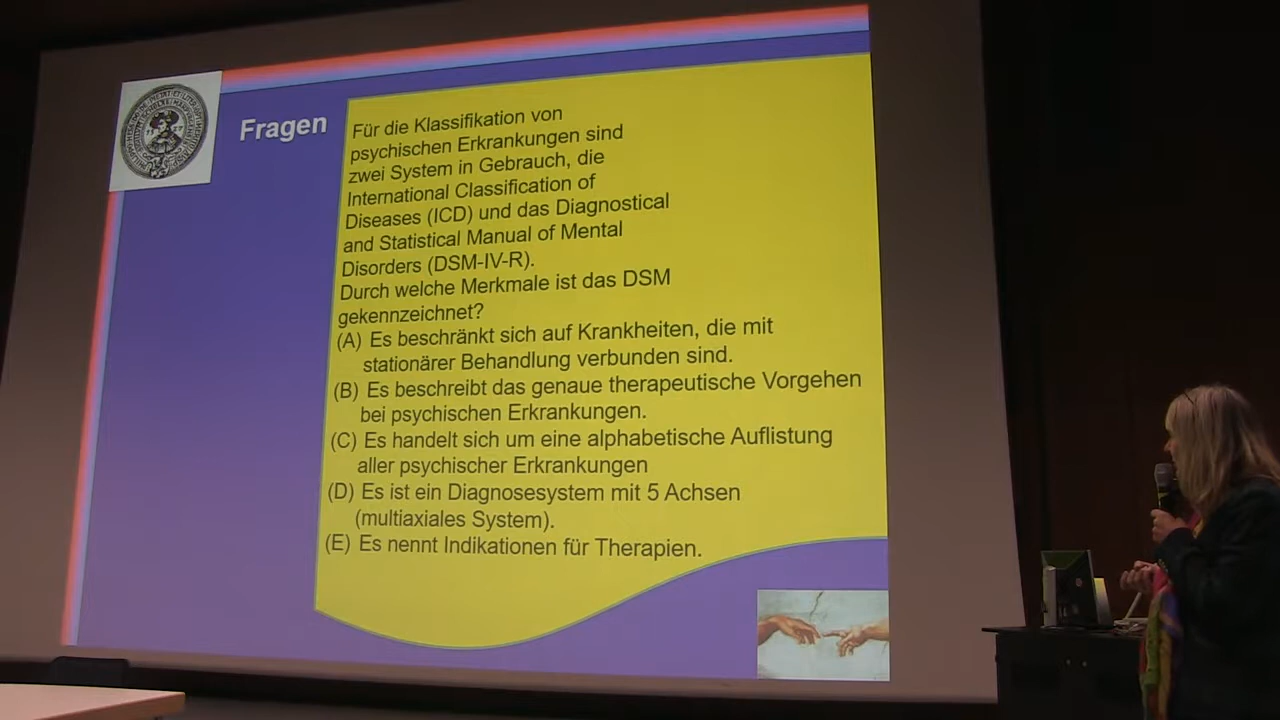 Fragen
Für die Klassifikation von
psychischen Erkrankungen sind
zwei System in Gebrauch, die
International Classification of
Diseases (ICD) und das Diagnostical
and Statistical Manual of Mental
Disorders (DSM-IV-R).
Durch welche Merkmale ist das DSM
gekennzeichnet?
(A) Es beschränkt sich auf Krankheiten, die mit
stationärer Behandlung verbunden sind.
(B) Es beschreibt das genaue therapeutische Vorgehen
bei psychischen Erkrankungen.
(C) Es handelt sich um eine alphabetische Auflistung
aller psychischer Erkrankungen
(D) Es ist ein Diagnosesystem mit 5 Achsen
(multiaxiales System).
(E) Es nennt Indikationen für Therapien.